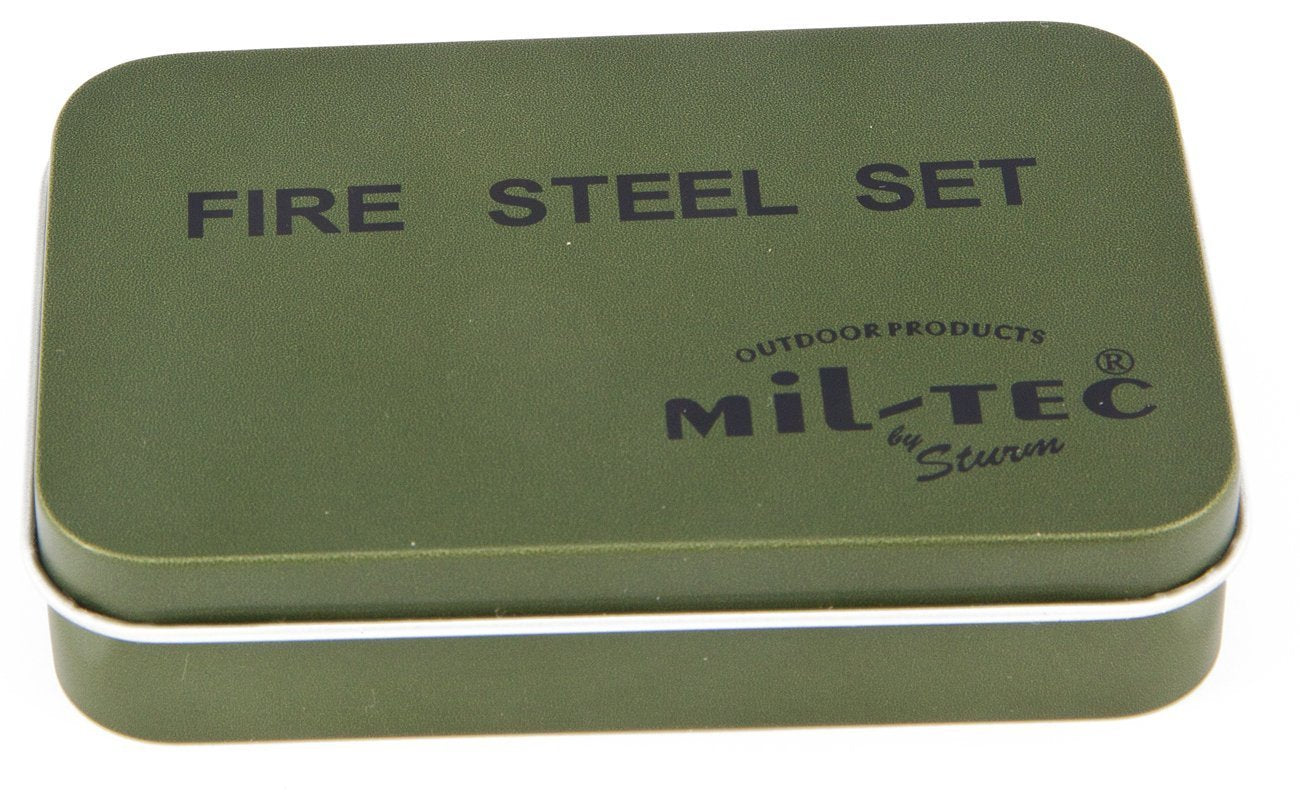 FIRE STEEL SET
OUTDOOR PRODUCTS
MiL-TEC®
by Sturm